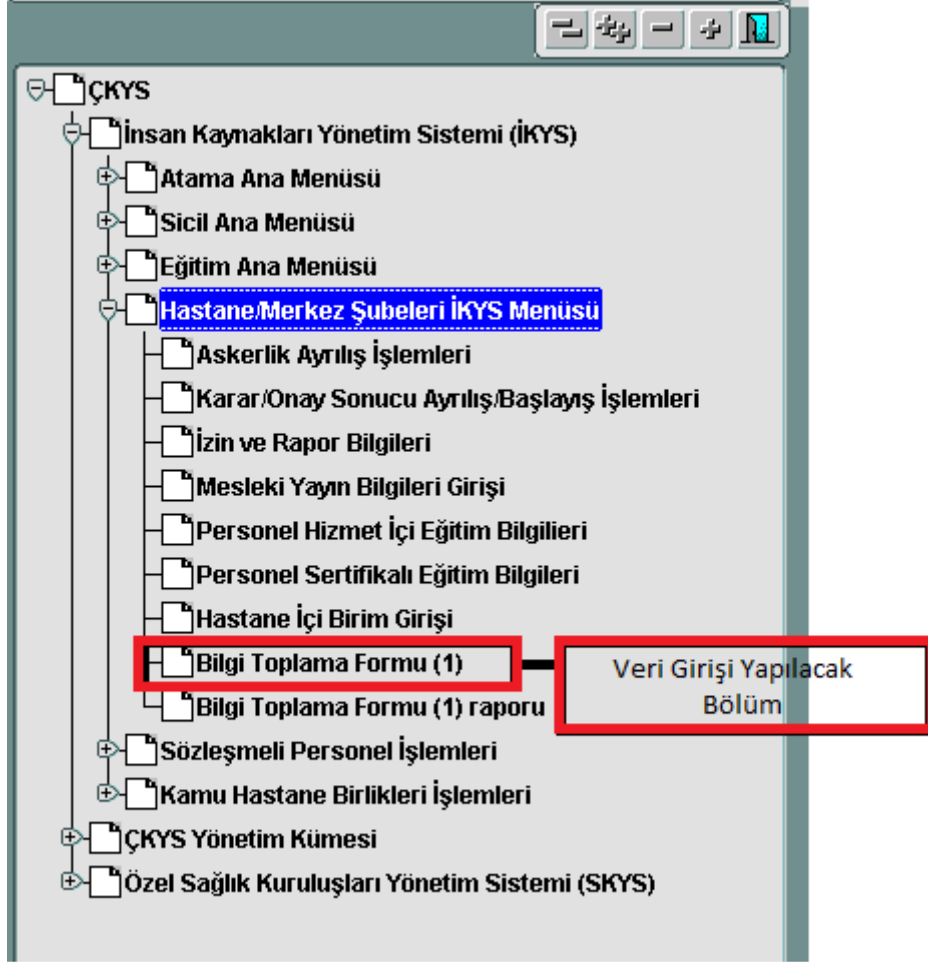 ÇKYS
İnsan Kaynakları Yönetim Sistemi (İKYS)
Atama Ana Menüsü
Sicil Ana Menüsü
Eğitim Ana Menüsü
Hastane/Merkez Şubeleri İKYS Menüsü
Askerlik Ayrılış İşlemleri
Karar/Onay Sonucu Ayrılış/Başlayış İşlemleri
İzin ve Rapor Bilgileri
Mesleki Yayın Bilgileri Girişi
Personel Hizmet İçi Eğitim Bilgilieri
Personel Sertifikalı Eğitim Bilgileri
Hastane İçi Birim Girişi
Bilgi Toplama Formu (1)
Veri Girişi Yapılacak
Bölüm
Bilgi Toplama Formu (1) raporu
Sözleşmeli Personel İşlemleri
Kamu Hastane Birlikleri İşlemleri
ÇKYS Yönetim Kümesi
Özel Sağlık Kuruluşları Yönetim Sistemi (SKYS)